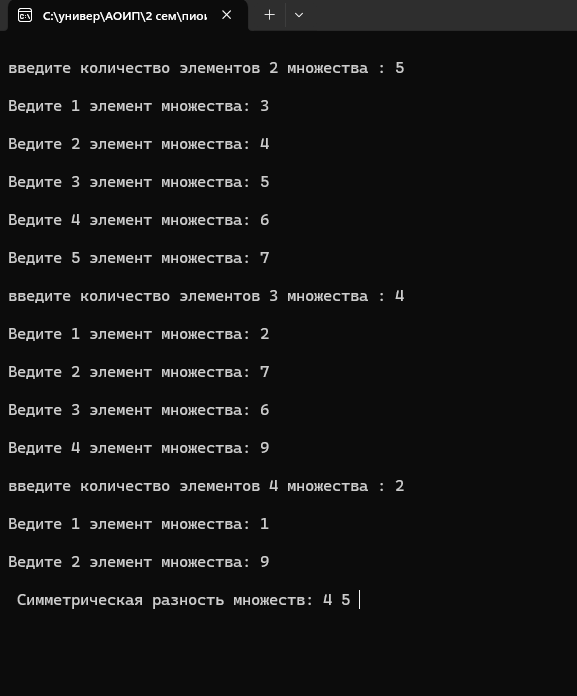 C:\универ\АОИП\2 сем\пиои
введите количество элементов 2 множества : 5
Ведите 1 элемент множества: 3
Ведите 2 элемент множества: 4
Ведите 3 элемент множества: 5
Ведите 4 элемент множества: 6
Ведите 5 элемент множества: 7
введите количество элементов 3 множества : 4
Ведите 1 элемент множества: 2
Ведите 2 элемент множества: 7
Ведите 3 элемент множества: 6
Ведите 4 элемент множества: 9
введите количество элементов 4 множества : 2
Ведите 1 элемент множества: 1
Ведите 2 элемент множества: 9
Симметрическая разность множеств: 4 5